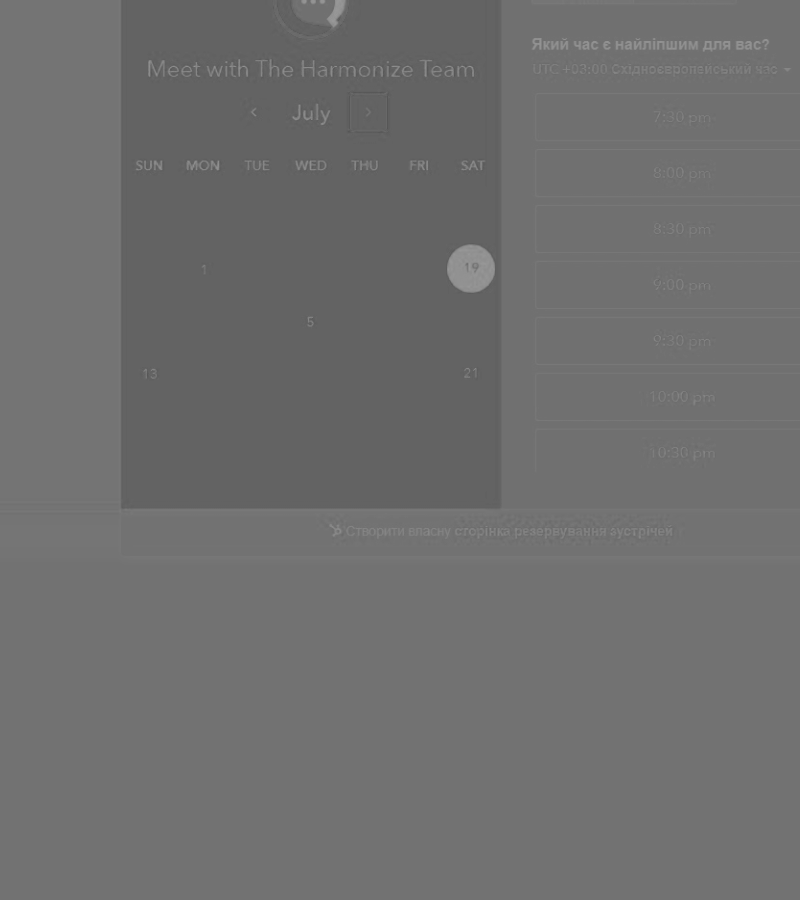 Meet with The Harmonize Team
July
SUN MON TUE WED THU FRI SAT
1 19
5
13 21
Який час є найліпшим для вас?
UTC +03:00 Східноєвропейський час
7:30 pm
8:00 pm
8:30 pm
9:00 pm
9:30 pm
10:00 pm
10:30 pm
Створити власну сторінка резервування зустрічей